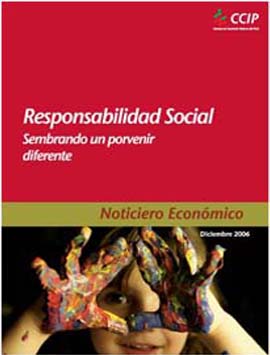 CCIP
Responsabilidad Social
Sembrando un porvenir
diferente
Noticiero Económico
Diciembre 2006